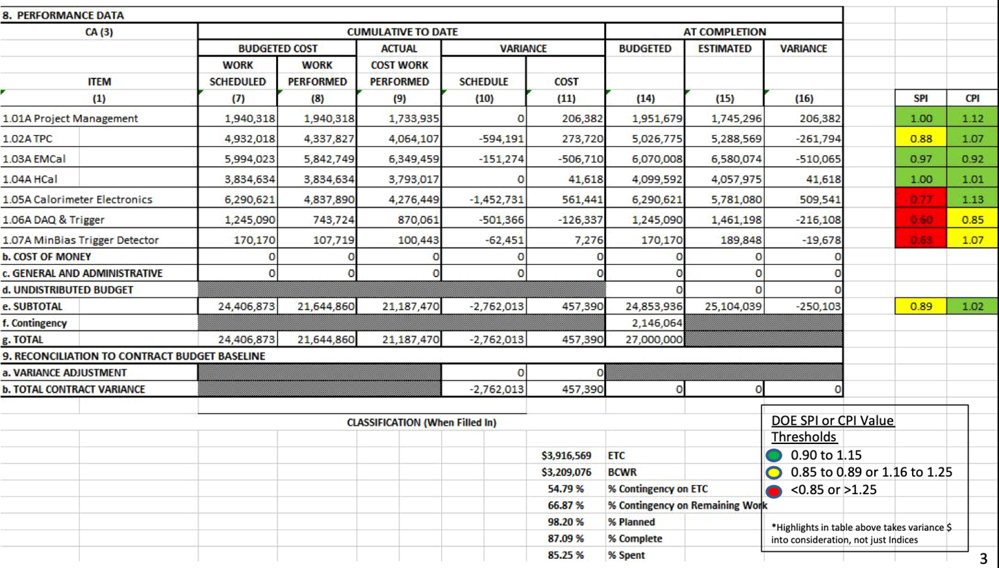 8. PERFORMANCE DATA
CA (3) CUMULATIVE TO DATE AT COMPLETION
BUDGETED COST ACTUAL VARIANCE BUDGETED ESTIMATED VARIANCE
WORK WORK COST WORK
ITEM SCHEDULED PERFORMED PERFORMED SCHEDULE COST
(1) (7) (8) (9) (10) (11) (14) (15) (16) SPI CPI
1.01A Project Management 1,940,318 1,940,318 1,733,935 0 206,382 1,951,679 1,745,296 206,382 1.00 1.12
1.02A TPC 4,932,018 4,337,827 4,064,107 -594,191 273,720 5,026,775 5,288,569 -261,794 0.88 1.07
1.03A EMCal 5,994,023 5,842,749 6,349,459 -151,274 -506,710 6,070,008 6,580,074 -510,065 0.97 0.92
1.04A HCal 3,834,634 3,834,634 3,793,017 0 41,618 4,099,592 4,057,975 41,618 1.00 1.01
1.05A Calorimeter Electronics 6,290,621 4,837,890 4,276,449 -1,452,731 561,441 6,290,621 5,781,080 509,541 0.77 1.13
1.06A DAQ & Trigger 1,245,090 743,724 870,061 -501,366 -126,337 1,245,090 1,461,198 -216,108 0.60 0.85
1.07A MinBias Trigger Detector 170,170 107,719 100,443 -62,451 7,276 170,170 189,848 -19,678 0.63 1.07
b. COST OF MONEY 0 0 0 0 0 0 0 0
c. GENERAL AND ADMINISTRATIVE 0 0 0 0 0 0 0 0
d. UNDISTRIBUTED BUDGET 0 0 0
e. SUBTOTAL 24,406,873 21,644,860 21,187,470 -2,762,013 457,390 24,853,936 25,104,039 -250,103 0.89 1.02
f. Contingency 2,146,064
g. TOTAL 24,406,873 21,644,860 21,187,470 -2,762,013 457,390 27,000,000
9. RECONCILIATION TO CONTRACT BUDGET BASELINE
a. VARIANCE ADJUSTMENT 0 0
b. TOTAL CONTRACT VARIANCE -2,762,013 457,390 0 0 0
CLASSIFICATION (When Filled In)
$3,916,569 ETC
$3,209,076 BCWR
54.79 % % Contingency on ETC
66.87 % % Contingency on Remaining Work
98.20 % % Planned
87.09 % % Complete
85.25 % % Spent
DOE SPI or CPI Value
Thresholds
0.90 to 1.15
0.85 to 0.89 or 1.16 to 1.25
<0.85 or >1.25
*Highlights in table above takes variance $
into consideration, not just Indices
3